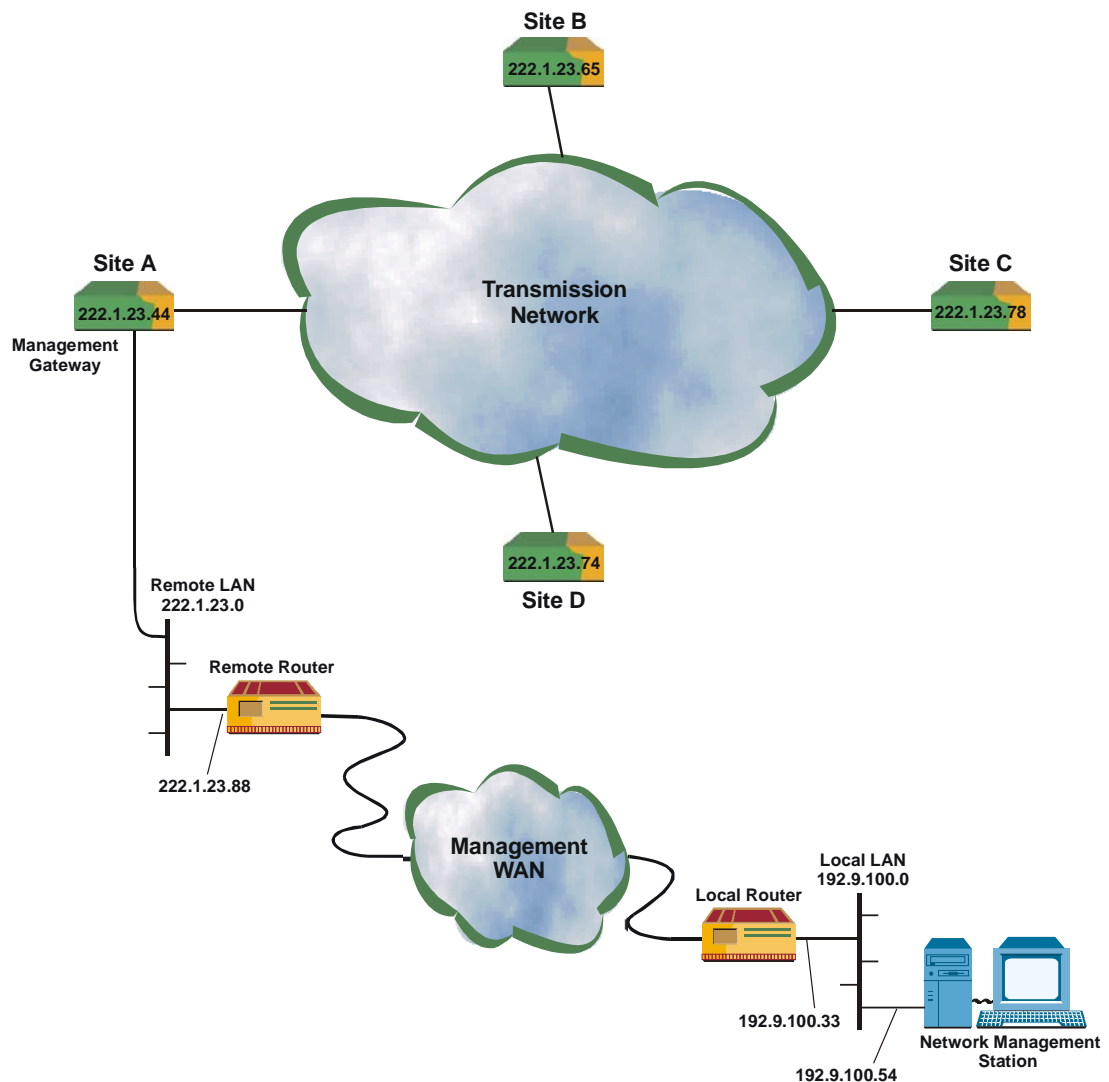 Site B
222.1.23.65
Site A
222.1.23.44
Management
Gateway
Transmission
Network
Site C
222.1.23.78
222.1.23.74
Site D
Remote LAN
222.1.23.0
Remote Router
222.1.23.88
Management
WAN
Local LAN
192.9.100.0
Local Router
192.9.100.33
192.9.100.54
Network Management
Station